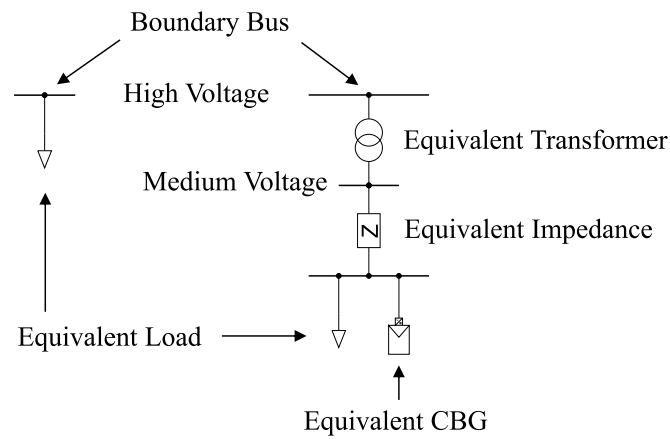 Boundary Bus
High Voltage
Equivalent Transformer
Medium Voltage
Z
Equivalent Impedance
Equivalent Load
Equivalent CBG